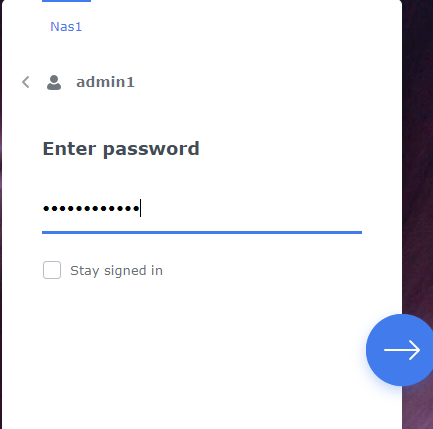 Nas1
admin1
Enter password
••••••••••••
Stay signed in